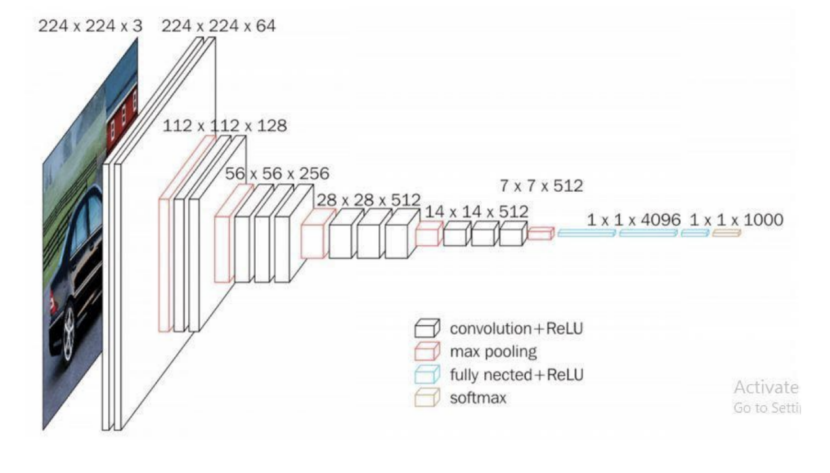 224 x 224 x 3
224 x 224 x 64
112 x 112 x 128
56 x 56 x 256
28 x 28 x 512
14 x 14 x 512
7 x 7 x 512
1 x 1 x 4096
1 x 1 x 1000
convolution+ReLU
max pooling
fully nected+ReLU
softmax
Activate
Go to Setti